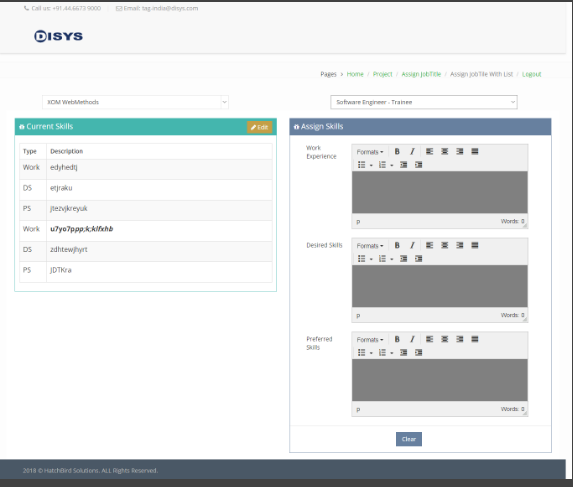 Call us: +91.44.6673 9000 Email: tag.india@disys.com
DISYS
Pages > Home / Project / Assign JobTitle / Assign JobTile With List / Logout
XOM WebMethods
Software Engineer - Trainee
Current Skills Edit
Type Description
Work edyhedtj
DS etjraku
PS jtezvjkreyuk
Work u7yo7ppp;k;klfxhb
DS zdhtewjhyrt
PS JDTKra
Assign Skills
Work Experience
Formats B I
p Words: 0
Desired Skills
Formats B I
p Words: 0
Preferred Skills
Formats B I
p Words: 0
Clear
2018 © HatchBird Solutions. ALL Rights Reserved.